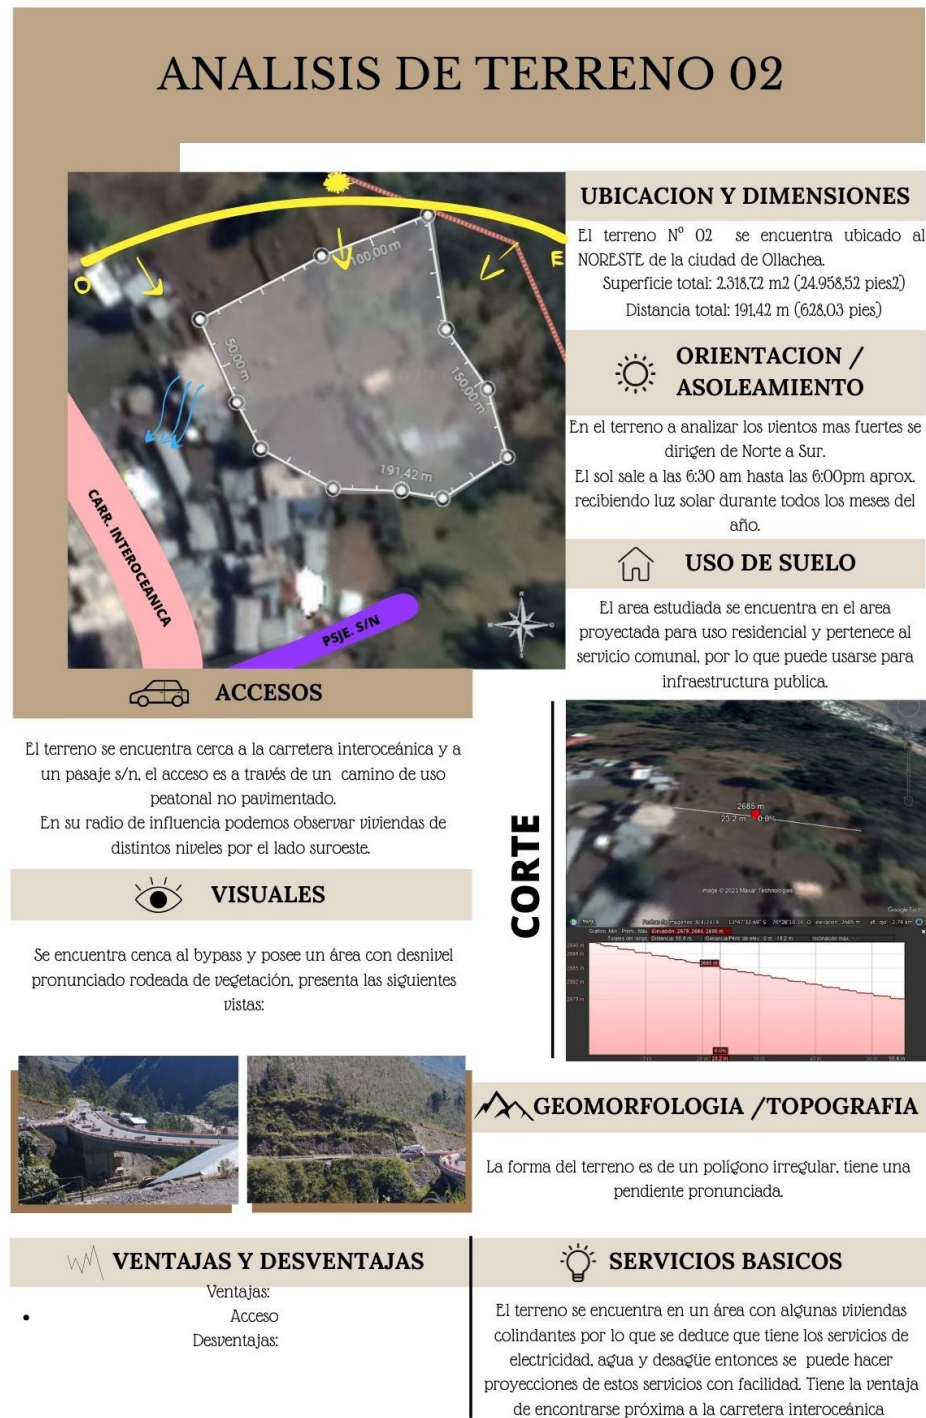 ANALISIS DE TERRENO 02
O
E
100,00 m
50,00 m
150,00 m
191,42 m
CARR. INTEROCEANICA
PSJE. S/N
UBICACION Y DIMENSIONES
El terreno Nº 02 se encuentra ubicado al
NORESTE de la ciudad de Ollachea.
Superficie total: 2.318,72 m2 (24.958,52 pies2)
Distancia total: 191,42 m (628,03 pies)
ORIENTACION /
ASOLEAMIENTO
En el terreno a analizar los vientos mas fuertes se
dirigen de Norte a Sur.
El sol sale a las 6:30 am hasta las 6:00pm aprox.
recibiendo luz solar durante todos los meses del
año.
USO DE SUELO
El area estudiada se encuentra en el area
proyectada para uso residencial y pertenece al
servicio comunal, por lo que puede usarse para
infraestructura publica.
ACCESOS
El terreno se encuentra cerca a la carretera interoceánica y a
un pasaje s/n, el acceso es a través de un camino de uso
peatonal no pavimentado.
En su radio de influencia podemos observar viviendas de
distintos niveles por el lado suroeste.
VISUALES
Se encuentra cenca al bypass y posee un área con desnivel
pronunciado rodeada de vegetación, presenta las siguientes
vistas:
CORTE
2685 m
23.2 m 0.0%
Image © 2023 Maxar Technologies
Google Earth
2685 m
23.2 m
GEOMORFOLOGIA /TOPOGRAFIA
La forma del terreno es de un polígono irregular, tiene una
pendiente pronunciada.
VENTAJAS Y DESVENTAJAS
Ventajas:
• Acceso
Desventajas:
SERVICIOS BASICOS
El terreno se encuentra en un área con algunas viviendas
colindantes por lo que se deduce que tiene los servicios de
electricidad, agua y desagüe entonces se puede hacer
proyecciones de estos servicios con facilidad. Tiene la ventaja
de encontrarse próxima a la carretera interoceánica